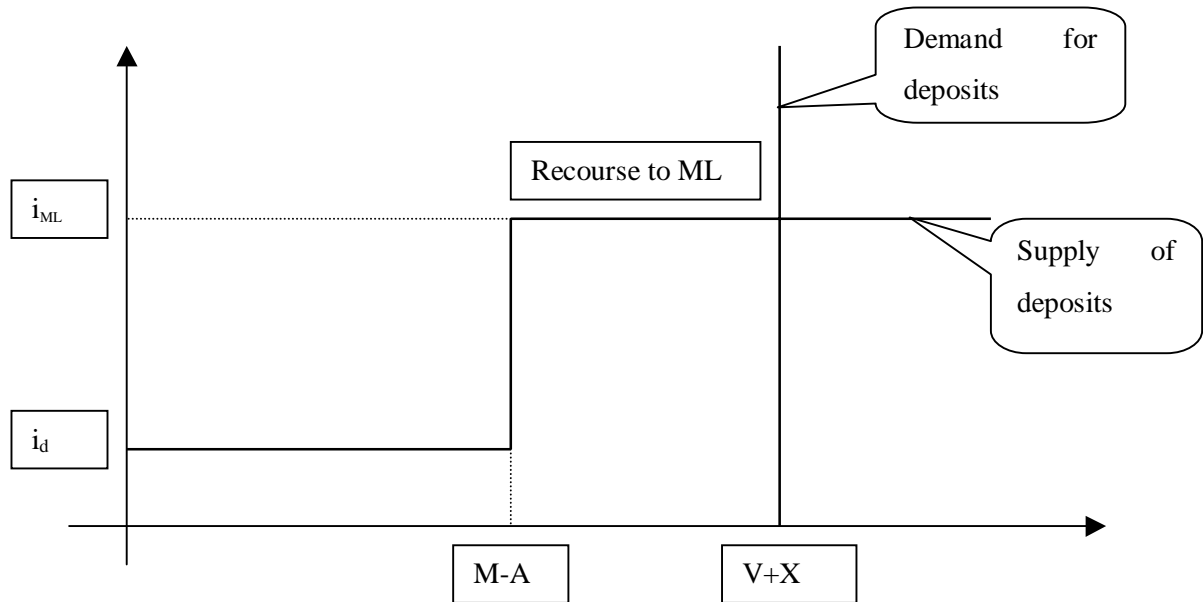 Demand for
deposits
Recourse to ML
i_ML
Supply of
deposits
i_d
M-A
V+X